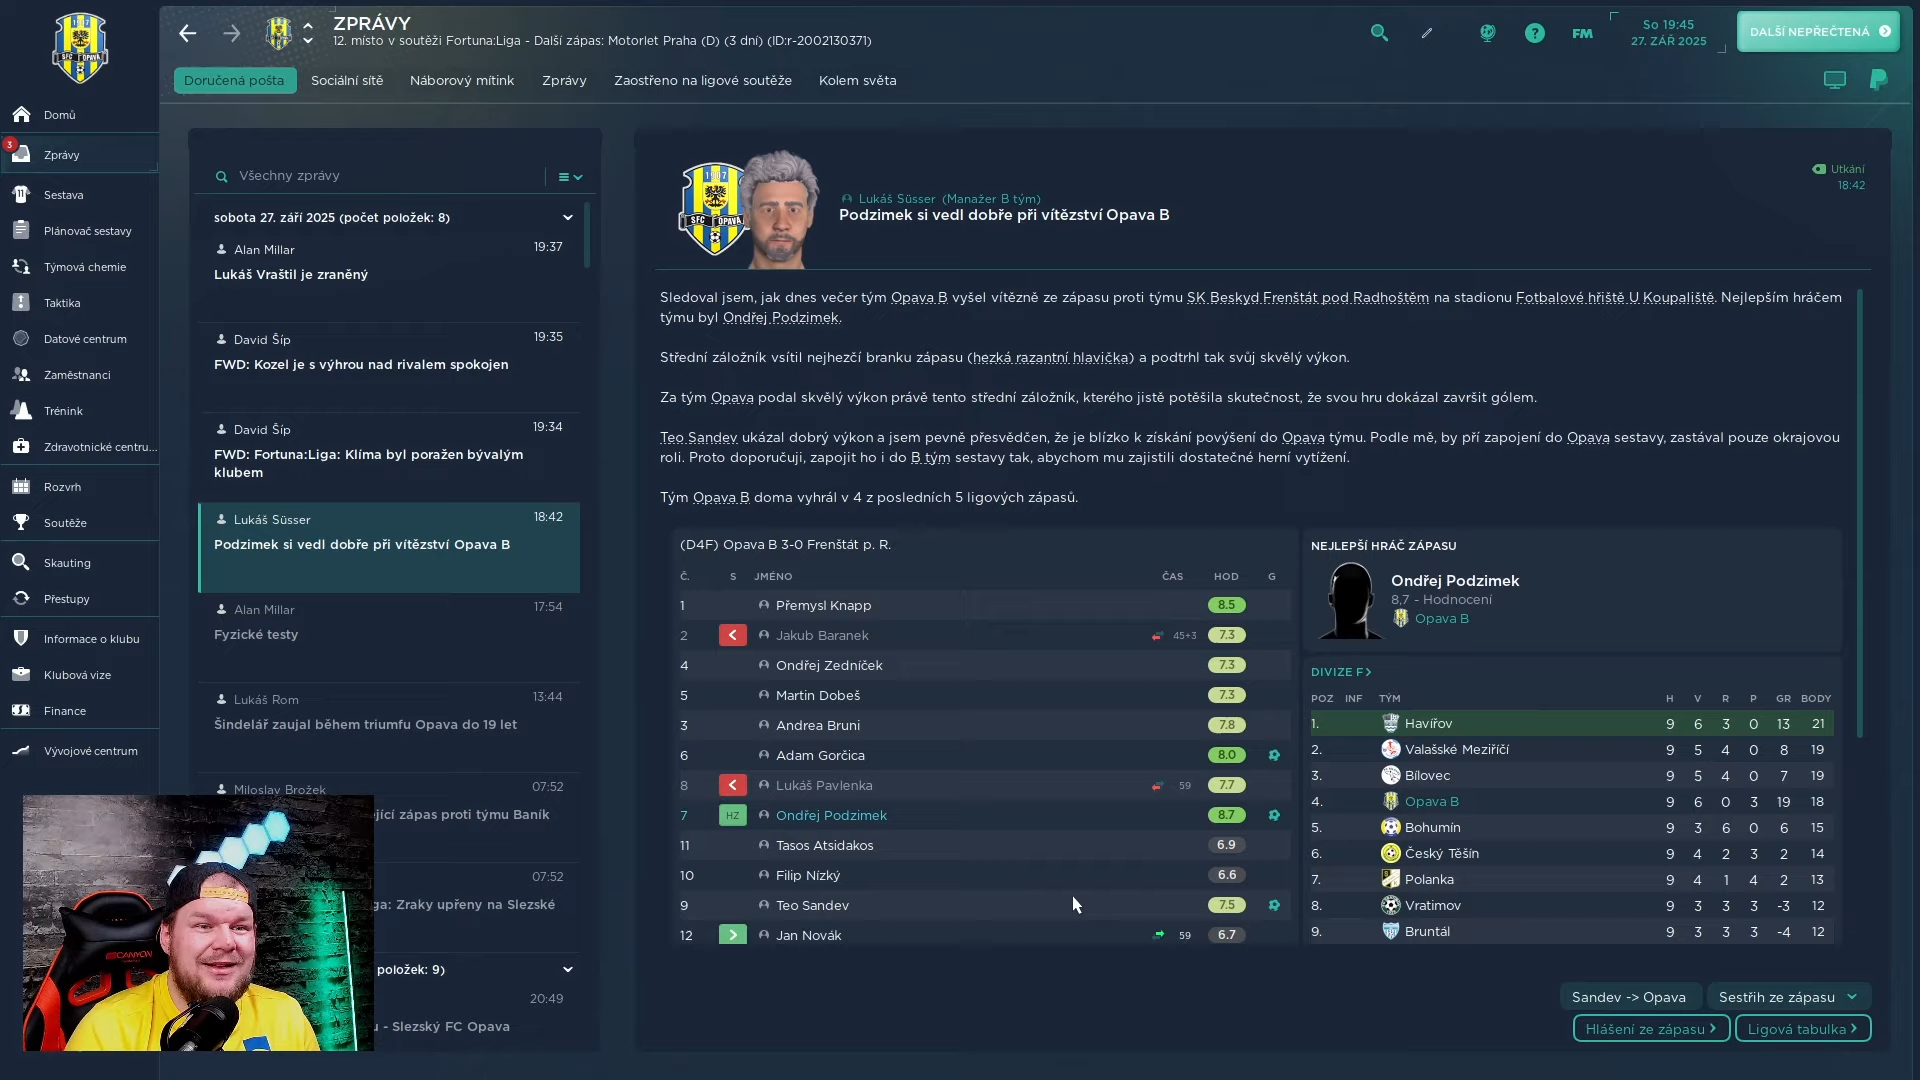 ZPRÁVY
12. místo v soutěži Fortuna:Liga - Další zápas: Motorlet Praha (D) (3 dní) (ID:r-2002130371)
FM
So 19:45
27. ZÁŘ 2025
DALŠÍ NEPŘEČTENÁ
Doručená pošta
Sociální sítě
Náborový mítink
Zprávy
Zaostřeno na ligové soutěže
Kolem světa
Domů
3
Zprávy
Sestava
Plánovač sestavy
Týmová chemie
Taktika
Datové centrum
Zaměstnanci
Trénink
Zdravotnické centru...
Rozvrh
Soutěže
Skauting
Přestupy
Informace o klubu
Klubová vize
Finance
Vývojové centrum
Všechny zprávy
sobota 27. září 2025 (počet položek: 8)
Alan Millar 19:37
Lukáš Vraštil je zraněný
David Šíp 19:35
FWD: Kozel je s výhrou nad rivalem spokojen
David Šíp 19:34
FWD: Fortuna:Liga: Klíma byl poražen bývalým
klubem
Lukáš Süsser 18:42
Podzimek si vedl dobře při vítězství Opava B
Alan Millar 17:54
Fyzické testy
Lukáš Rom 13:44
Šindelář zaujal během triumfu Opava do 19 let
Miloslav Brožek 07:52
jící zápas proti týmu Baník
07:52
ga: Zraky upřeny na Slezské
položek: 9)
20:49
- Slezský FC Opava
CANYON
1907
SFC OPAVA
Utkání
18:42
Lukáš Süsser (Manažer B tým)
Podzimek si vedl dobře při vítězství Opava B
Sledoval jsem, jak dnes večer tým Opava B vyšel vítězně ze zápasu proti týmu SK Beskyd Frenštát pod Radhoštěm na stadionu Fotbalové hřiště U Koupaliště. Nejlepším hráčem
týmu byl Ondřej Podzimek.
Střední záložník vsítil nejhezčí branku zápasu (hezká razantní hlavička) a podtrhl tak svůj skvělý výkon.
Za tým Opava podal skvělý výkon právě tento střední záložník, kterého jistě potěšila skutečnost, že svou hru dokázal završit gólem.
Teo Sandev ukázal dobrý výkon a jsem pevně přesvědčen, že je blízko k získání povýšení do Opava týmu. Podle mě, by pří zapojení do Opava sestavy, zastával pouze okrajovou
roli. Proto doporučuji, zapojit ho i do B tým sestavy tak, abychom mu zajistili dostatečné herní vytížení.
Tým Opava B doma vyhrál v 4 z posledních 5 ligových zápasů.
(D4F) Opava B 3-0 Frenštát p. R.
Č. S JMÉNO ČAS HOD G
1 Přemysl Knapp 8.5
2 Jakub Baranek 45+3 7.3
4 Ondřej Zedníček 7.3
5 Martin Dobeš 7.3
3 Andrea Bruni 7.8
6 Adam Gorčica 8.0
8 Lukáš Pavlenka 59 7.7
7 HZ Ondřej Podzimek 8.7
11 Tasos Atsidakos 6.9
10 Filip Nízký 6.6
9 Teo Sandev 7.5
12 Jan Novák 59 6.7
NEJLEPŠÍ HRÁČ ZÁPASU
Ondřej Podzimek
8,7 - Hodnocení
Opava B
DIVIZE F
POZ INF TÝM H V R P GR BODY
1. Havířov 9 6 3 0 13 21
2. Valašské Meziříčí 9 5 4 0 8 19
3. Bílovec 9 5 4 0 7 19
4. Opava B 9 6 0 3 19 18
5. Bohumín 9 3 6 0 6 15
6. Český Těšín 9 4 2 3 2 14
7. Polanka 9 4 1 4 2 13
8. Vratimov 9 3 3 3 -3 12
9. Bruntál 9 3 3 3 -4 12
Sandev -> Opava
Sestřih ze zápasu
Hlášení ze zápasu
Ligová tabulka